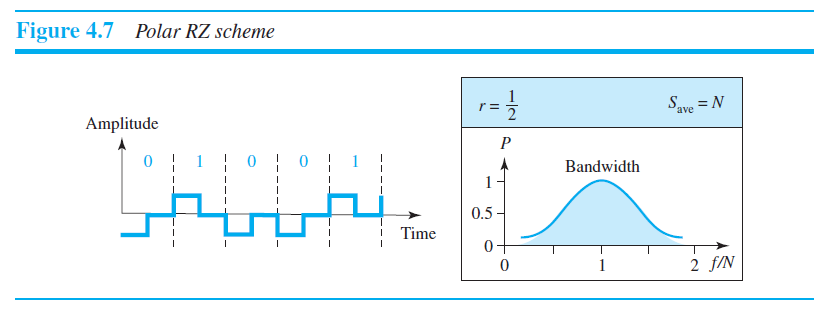 Figure 4.7 Polar RZ scheme
r = 1/2 S_ave = N
Amplitude
P
0 1 0 0 1
Bandwidth
1
0.5
Time
0
0 1 2 f/N